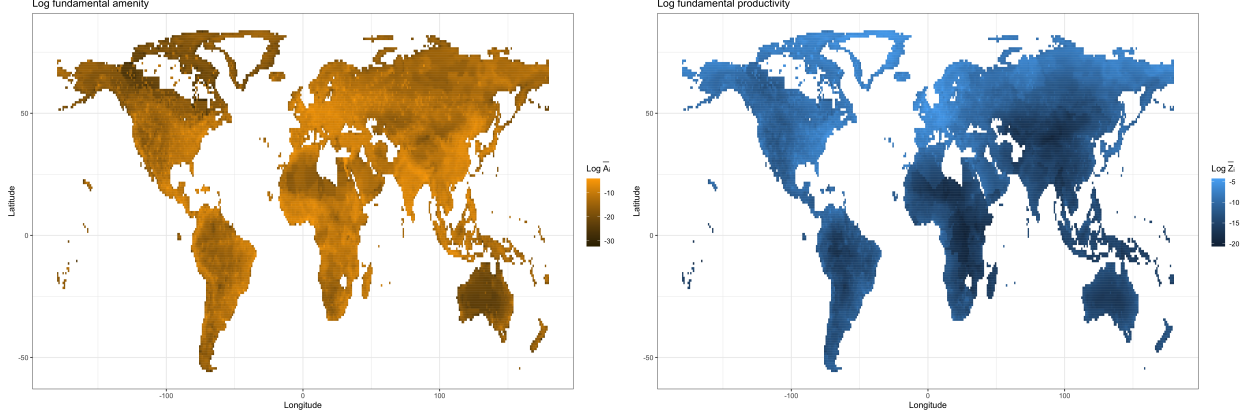 Log fundamental amenity
50
0
-50
-100
0
100
Latitude
Longitude
Log A̅ᵢ
-10
-20
-30
Log fundamental productivity
50
0
-50
-100
0
100
Latitude
Longitude
Log Z̅ᵢ
-5
-10
-15
-20